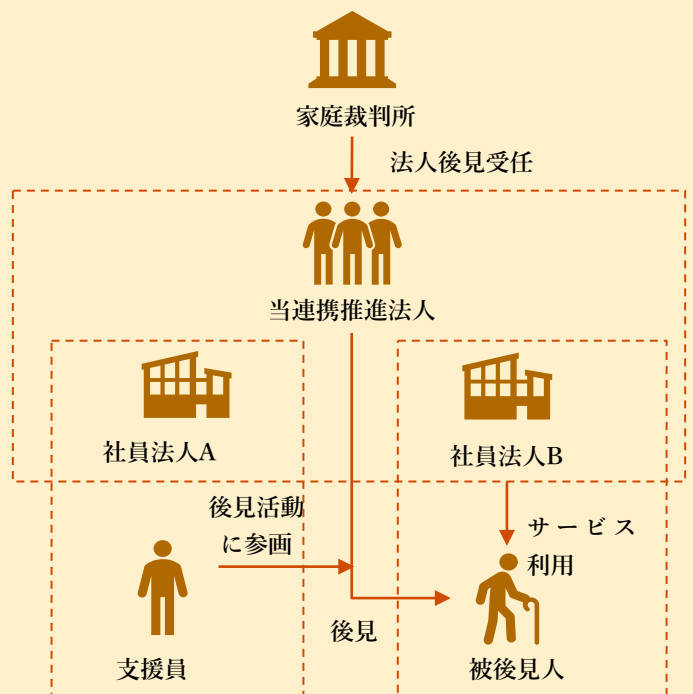 家庭裁判所
法人後見受任
当連携推進法人
社員法人A
社員法人B
後見活動
に参画
サービス
利用
後見
支援員
被後見人